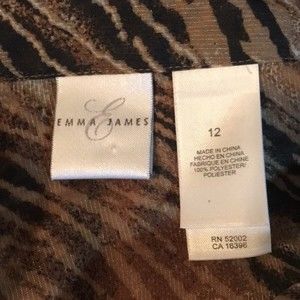 E
EMMA JAMES
12
MADE IN CHINA
HECHO EN CHINA
FABRIQUE EN CHINE
100% POLYESTER/
POLIESTER
RN 52002
CA 16396